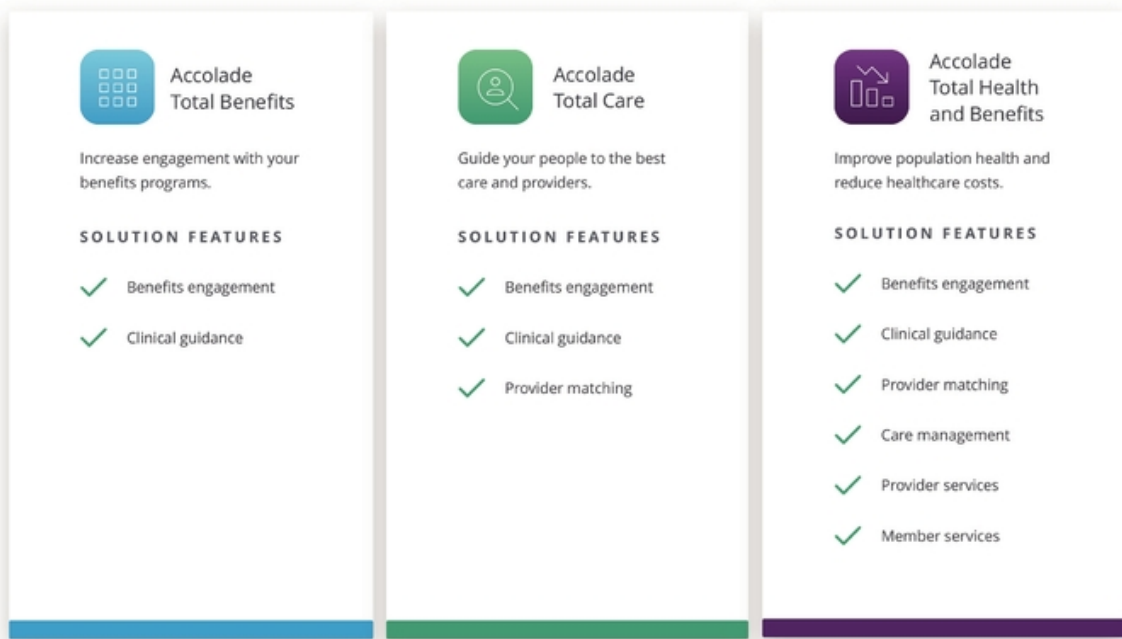 Accolade
Total Benefits
Increase engagement with your
benefits programs.
SOLUTION FEATURES
Benefits engagement
Clinical guidance
Accolade
Total Care
Guide your people to the best
care and providers.
SOLUTION FEATURES
Benefits engagement
Clinical guidance
Provider matching
Accolade
Total Health
and Benefits
Improve population health and
reduce healthcare costs.
SOLUTION FEATURES
Benefits engagement
Clinical guidance
Provider matching
Care management
Provider services
Member services